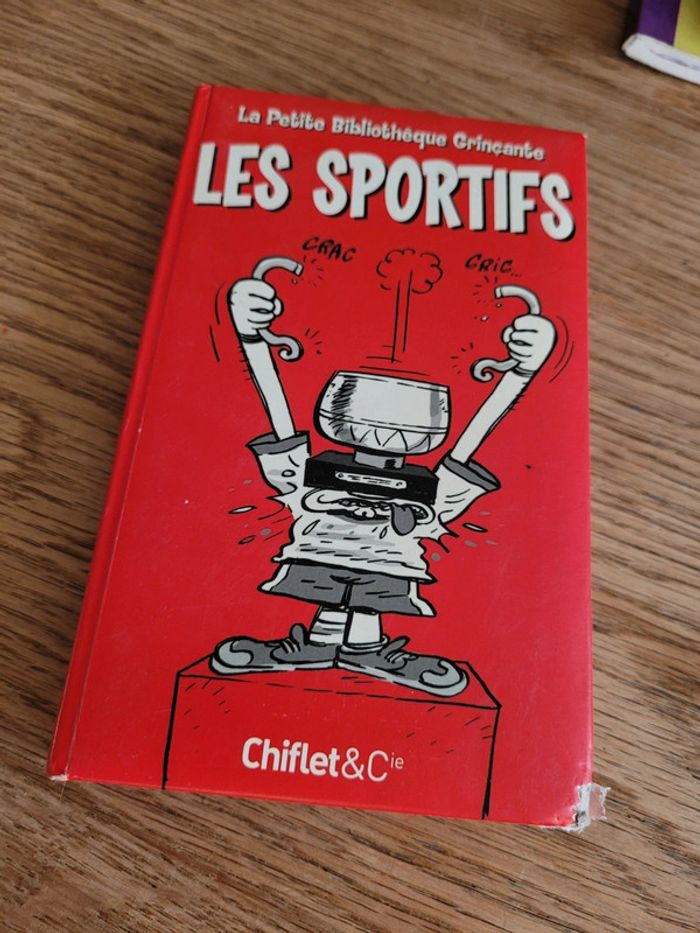 La Petite Bibliothèque Grinçante
LES SPORTIFS
CRAC
CRIC...
Chiflet&Cie